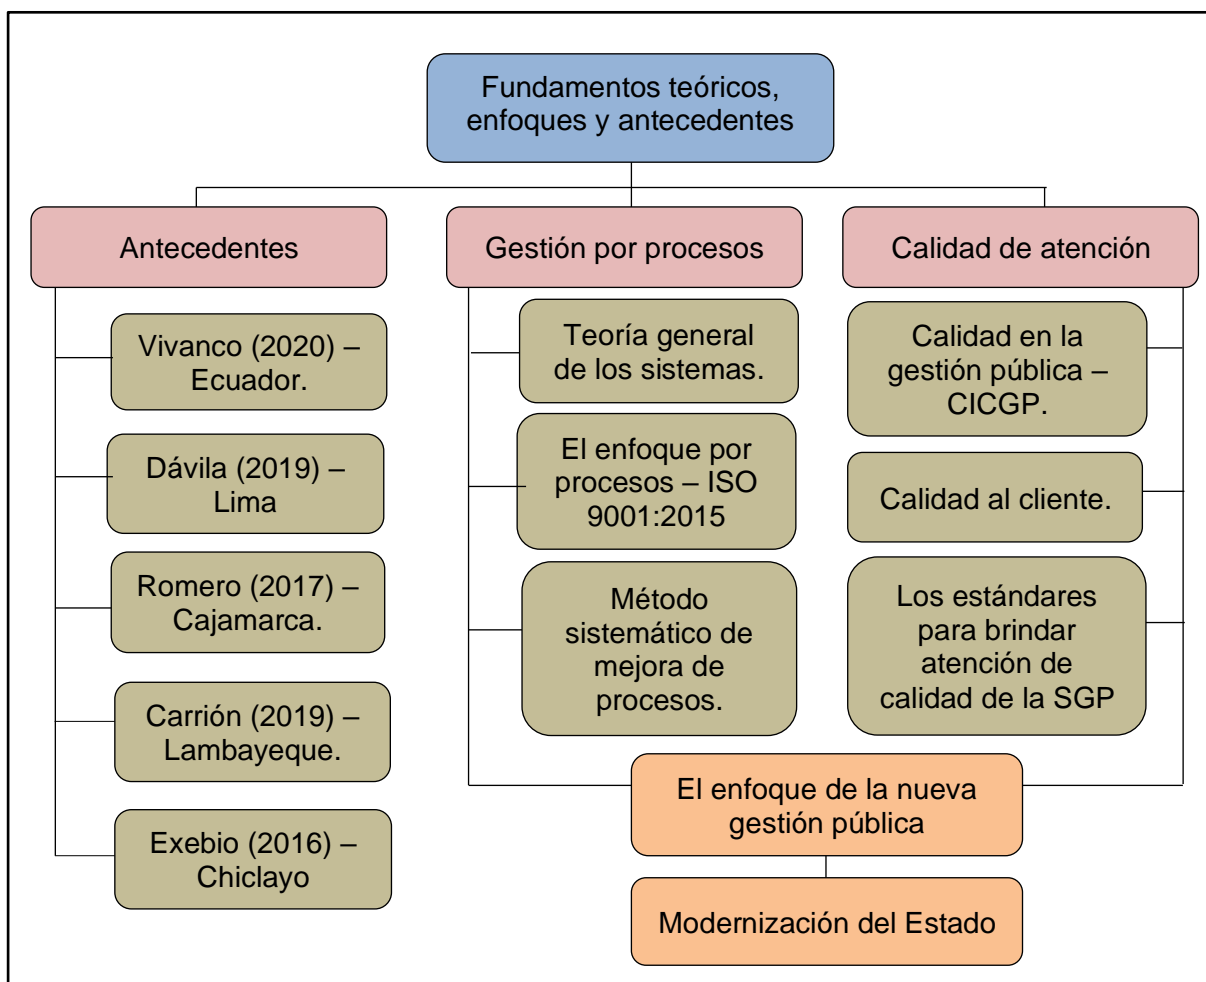 Fundamentos teóricos,
enfoques y antecedentes
Antecedentes
Vivanco (2020) –
Ecuador.
Dávila (2019) –
Lima
Romero (2017) –
Cajamarca.
Carrión (2019) –
Lambayeque.
Exebio (2016) –
Chiclayo
Gestión por procesos
Teoría general
de los sistemas.
El enfoque por
procesos – ISO
9001:2015
Método
sistemático de
mejora de
procesos.
Calidad de atención
Calidad en la
gestión pública –
CICGP.
Calidad al cliente.
Los estándares
para brindar
atención de
calidad de la SGP
El enfoque de la nueva
gestión pública
Modernización del Estado